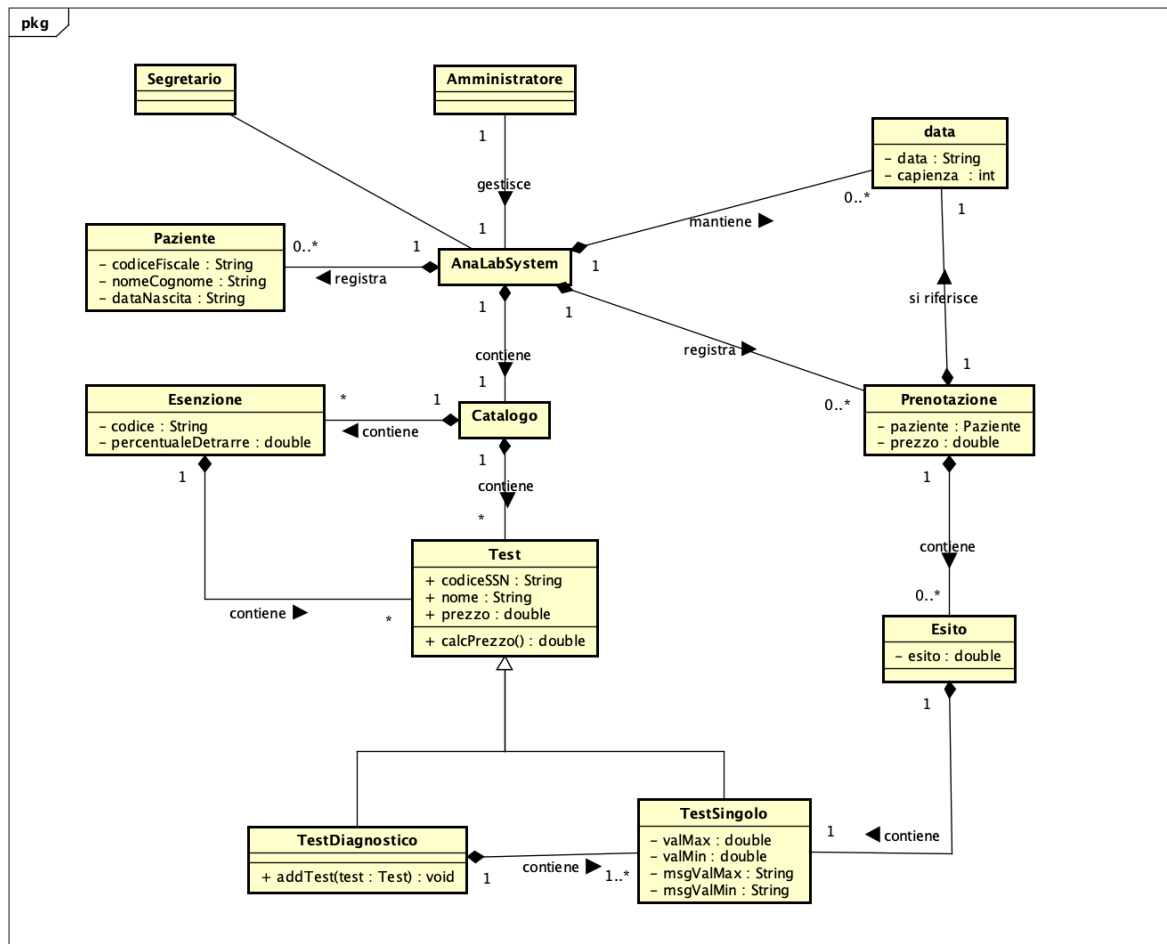 pkg
Segretario
Amministratore
1
gestisce
1
data
– data : String
– capienza : int
0..*
1
mantiene
1
Paziente
– codiceFiscale : String
– nomeCognome : String
– dataNascita : String
0..*
1
registra
AnaLabSystem
1
1
contiene
1
registra
0..*
si riferisce
1
Esenzione
– codice : String
– percentualeDetrarre : double
*
1
contiene
Catalogo
1
contiene
*
1
Prenotazione
– paziente : Paziente
– prezzo : double
1
contiene
0..*
Test
+ codiceSSN : String
+ nome : String
+ prezzo : double
+ calcPrezzo() : double
contiene
*
Esito
– esito : double
1
TestDiagnostico
+ addTest(test : Test) : void
1
contiene
1..*
TestSingolo
– valMax : double
– valMin : double
– msgValMax : String
– msgValMin : String
1
contiene